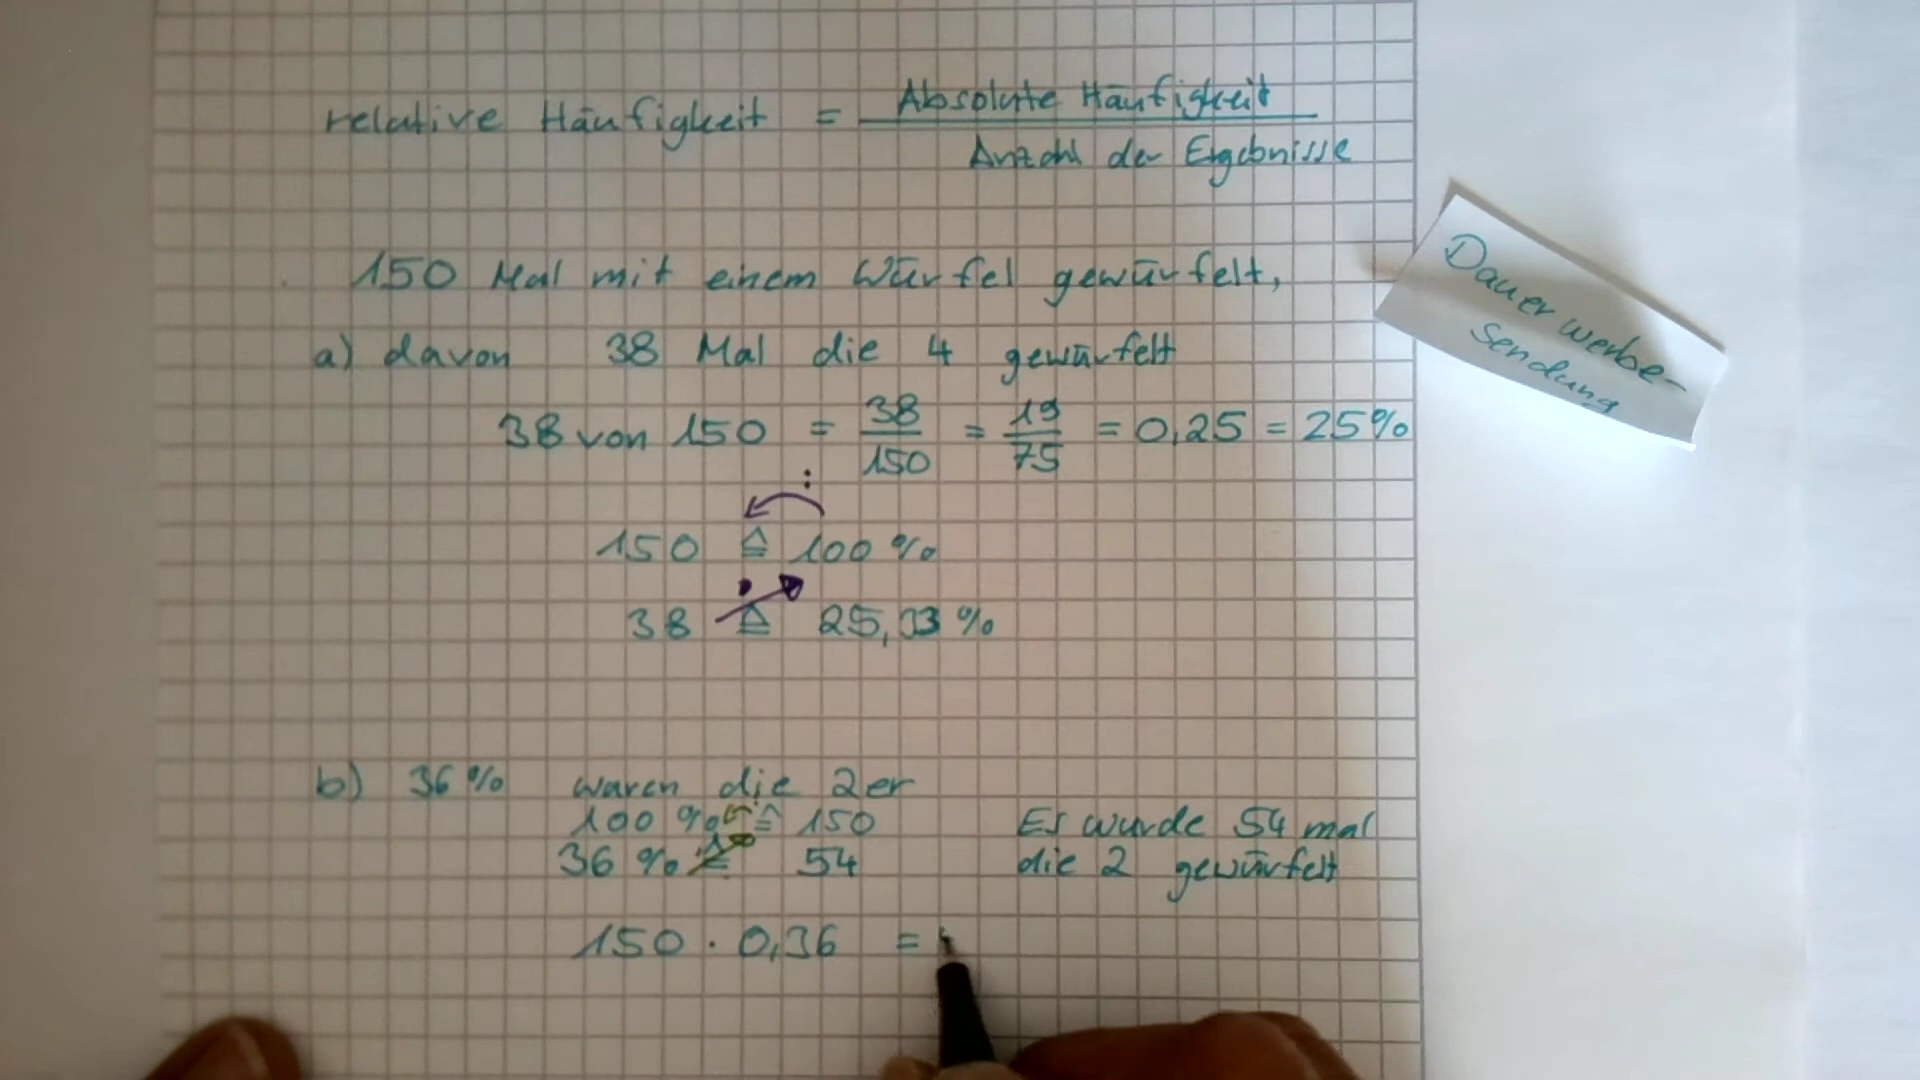 relative Häufigkeit = Absolute Häufigkeit / Anzahl der Ergebnisse
150 Mal mit einem Würfel gewürfelt,
a) davon 38 Mal die 4 gewürfelt
38 von 150 = 38/150 = 19/75 = 0,25 = 25%
:
150 ≙ 100 %
·
38 ≙ 25,33 %
b) 36 % waren die 2er
100 % ≙ 150
36 % ≙ 54
Es wurde 54 mal
die 2 gewürfelt
150 · 0,36 =
Dauerwerbe-
sendung